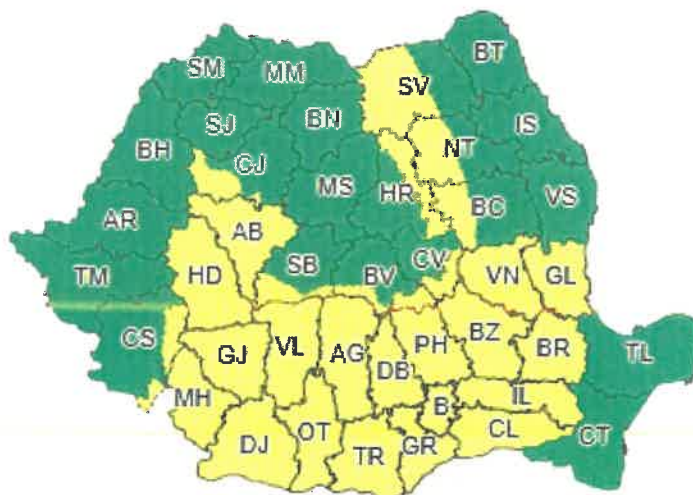 BT
SM
MM
SV
SJ
BN
IS
NT
BH
CJ
MS
HR
BC
VS
AR
AB
TM
HD
SB
BV
CV
VN
GL
CS
GJ
VL
AG
DB
PH
BZ
BR
TL
MH
B
IL
CT
DJ
OT
TR
GR
CL